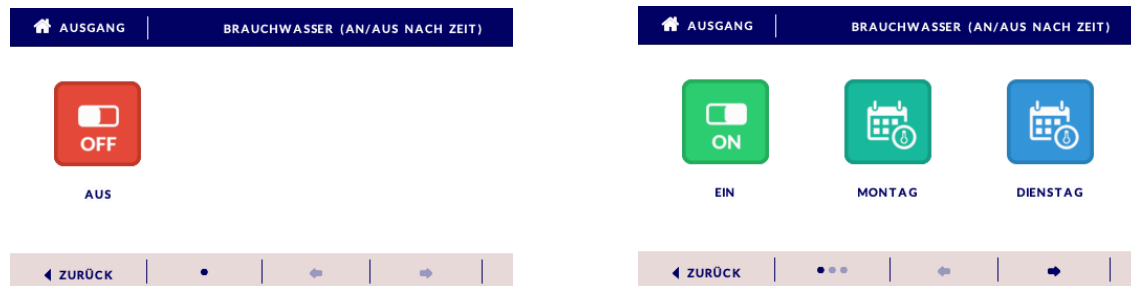 AUSGANG BRAUCHWASSER (AN/AUS NACH ZEIT)
OFF
AUS
ZURÜCK
AUSGANG BRAUCHWASSER (AN/AUS NACH ZEIT)
ON
EIN MONTAG DIENSTAG
ZURÜCK